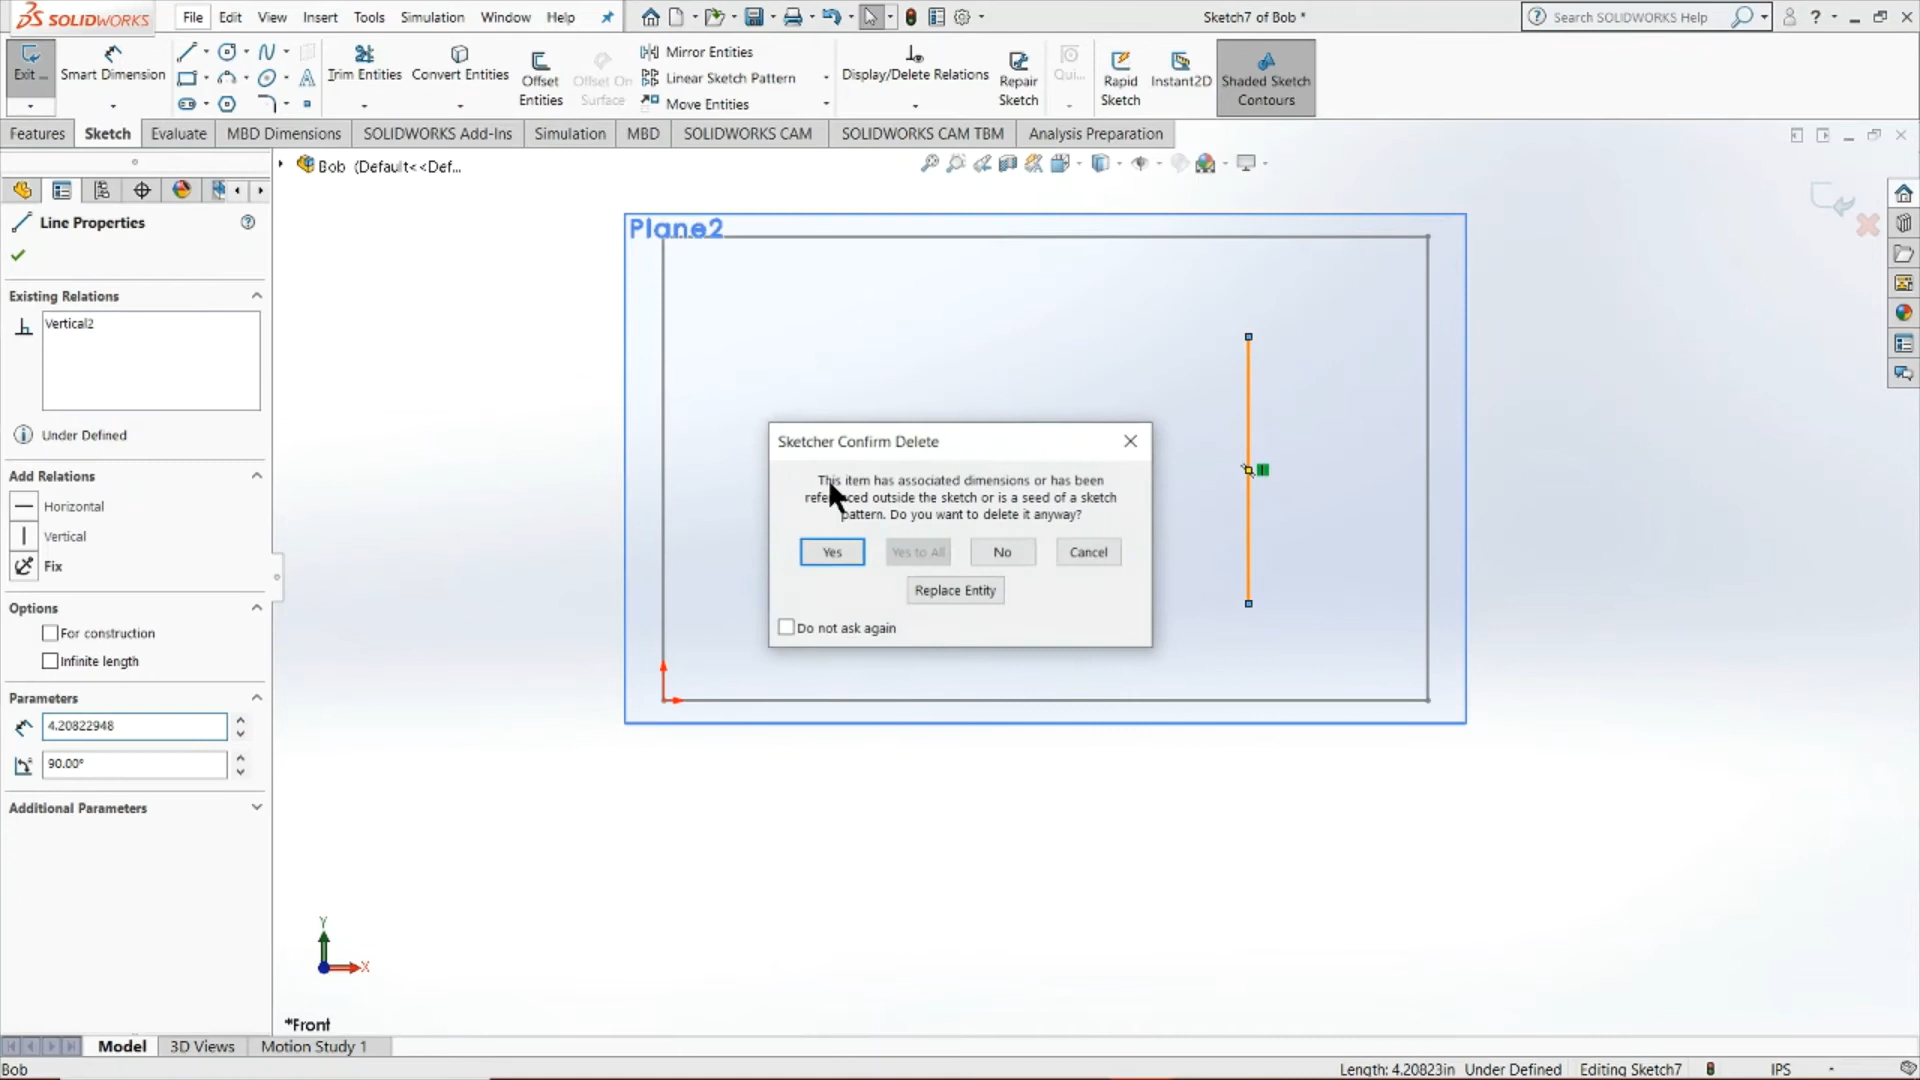 SOLIDWORKS
File Edit View Insert Tools Simulation Window Help
Sketch7 of Bob *
Search SOLIDWORKS Help
Exit ...
Smart Dimension
Trim Entities
Convert Entities
Offset Entities
Offset On Surface
Mirror Entities
Linear Sketch Pattern
Move Entities
Display/Delete Relations
Repair Sketch
Qui...
Rapid Sketch
Instant2D
Shaded Sketch Contours
Features Sketch Evaluate MBD Dimensions SOLIDWORKS Add-Ins Simulation MBD SOLIDWORKS CAM SOLIDWORKS CAM TBM Analysis Preparation
Bob (Default<<Def...
Line Properties
Existing Relations
Vertical2
Under Defined
Add Relations
Horizontal
Vertical
Fix
Options
For construction
Infinite length
Parameters
4.20822948
90.00°
Additional Parameters
Plane2
Sketcher Confirm Delete
This item has associated dimensions or has been
referenced outside the sketch or is a seed of a sketch
pattern. Do you want to delete it anyway?
Yes Yes to All No Cancel
Replace Entity
Do not ask again
Y
X
*Front
Model 3D Views Motion Study 1
Bob
Length: 4.20823in Under Defined Editing Sketch7 IPS -